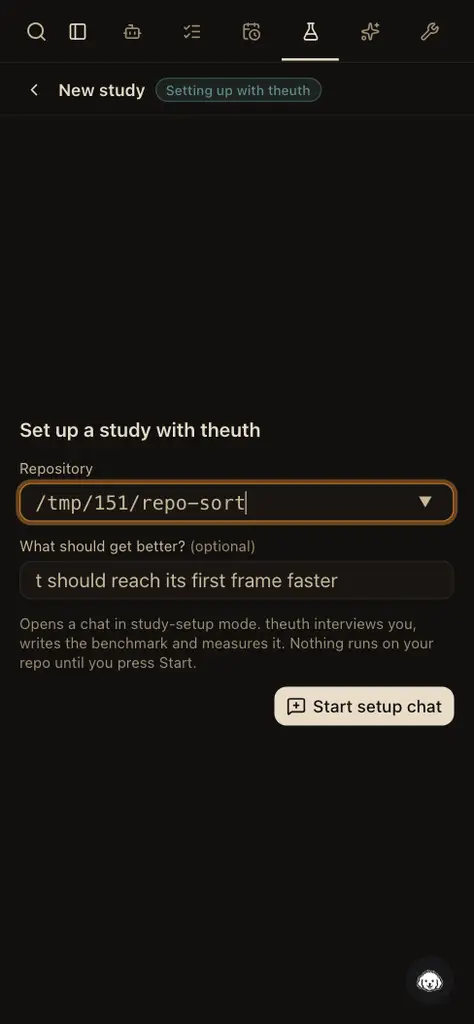 New study
Setting up with theuth
Set up a study with theuth
Repository
/tmp/151/repo-sort
What should get better? (optional)
t should reach its first frame faster
Opens a chat in study-setup mode. theuth interviews you,
writes the benchmark and measures it. Nothing runs on your
repo until you press Start.
Start setup chat